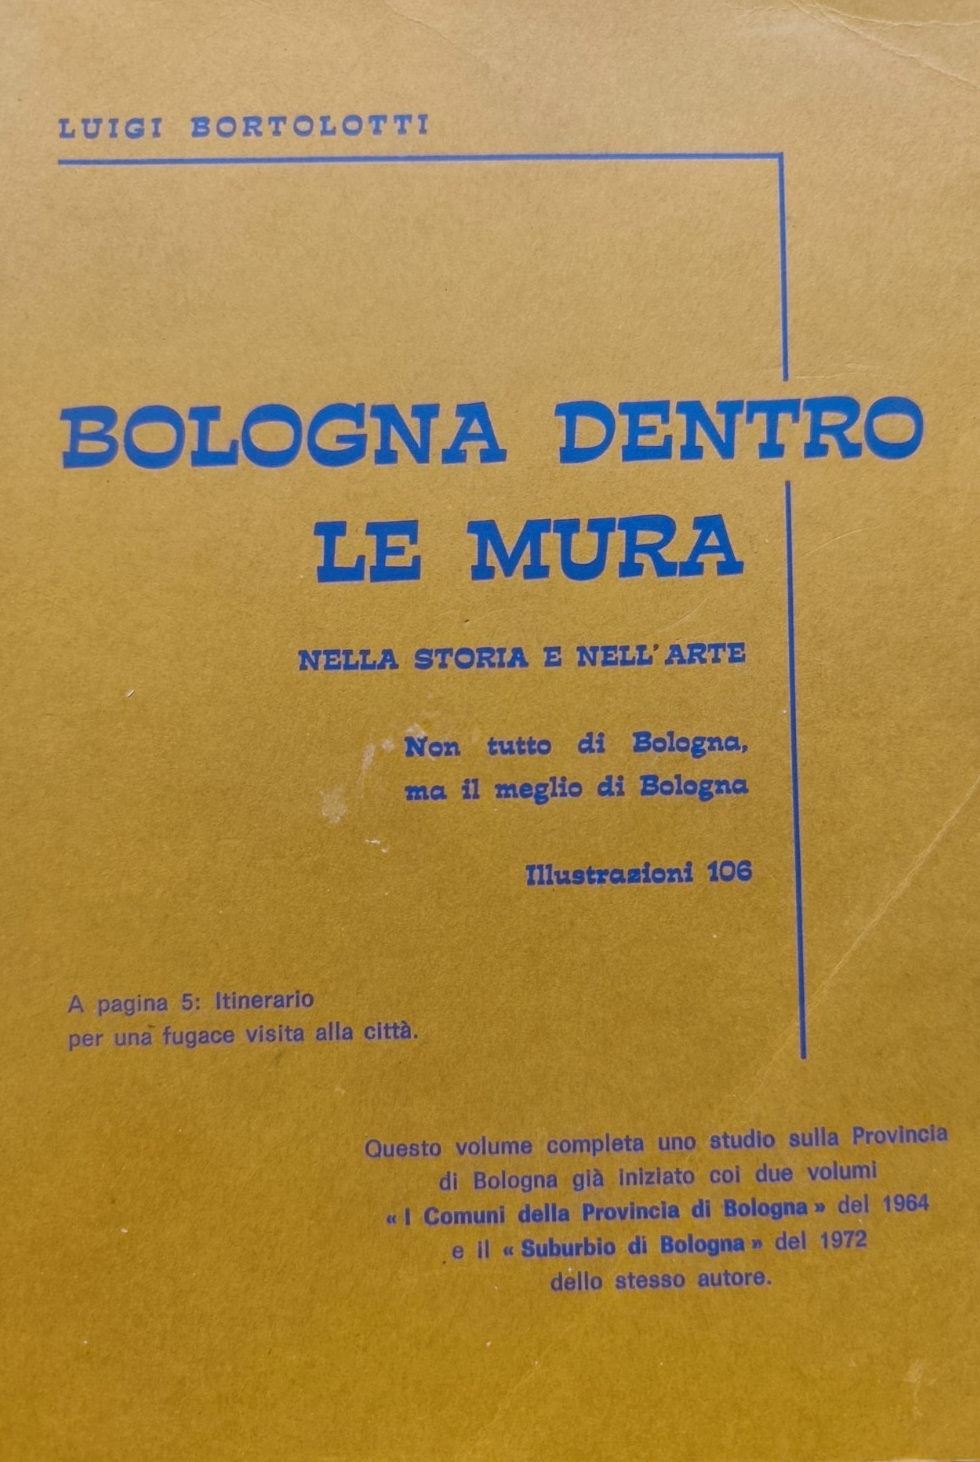 LUIGI BORTOLOTTI
BOLOGNA DENTRO
LE MURA
NELLA STORIA E NELL'ARTE
Non tutto di Bologna,
ma il meglio di Bologna
Illustrazioni 106
A pagina 5: Itinerario
per una fugace visita alla città.
Questo volume completa uno studio sulla Provincia
di Bologna già iniziato coi due volumi
« I Comuni della Provincia di Bologna » del 1964
e il « Suburbio di Bologna » del 1972
dello stesso autore.